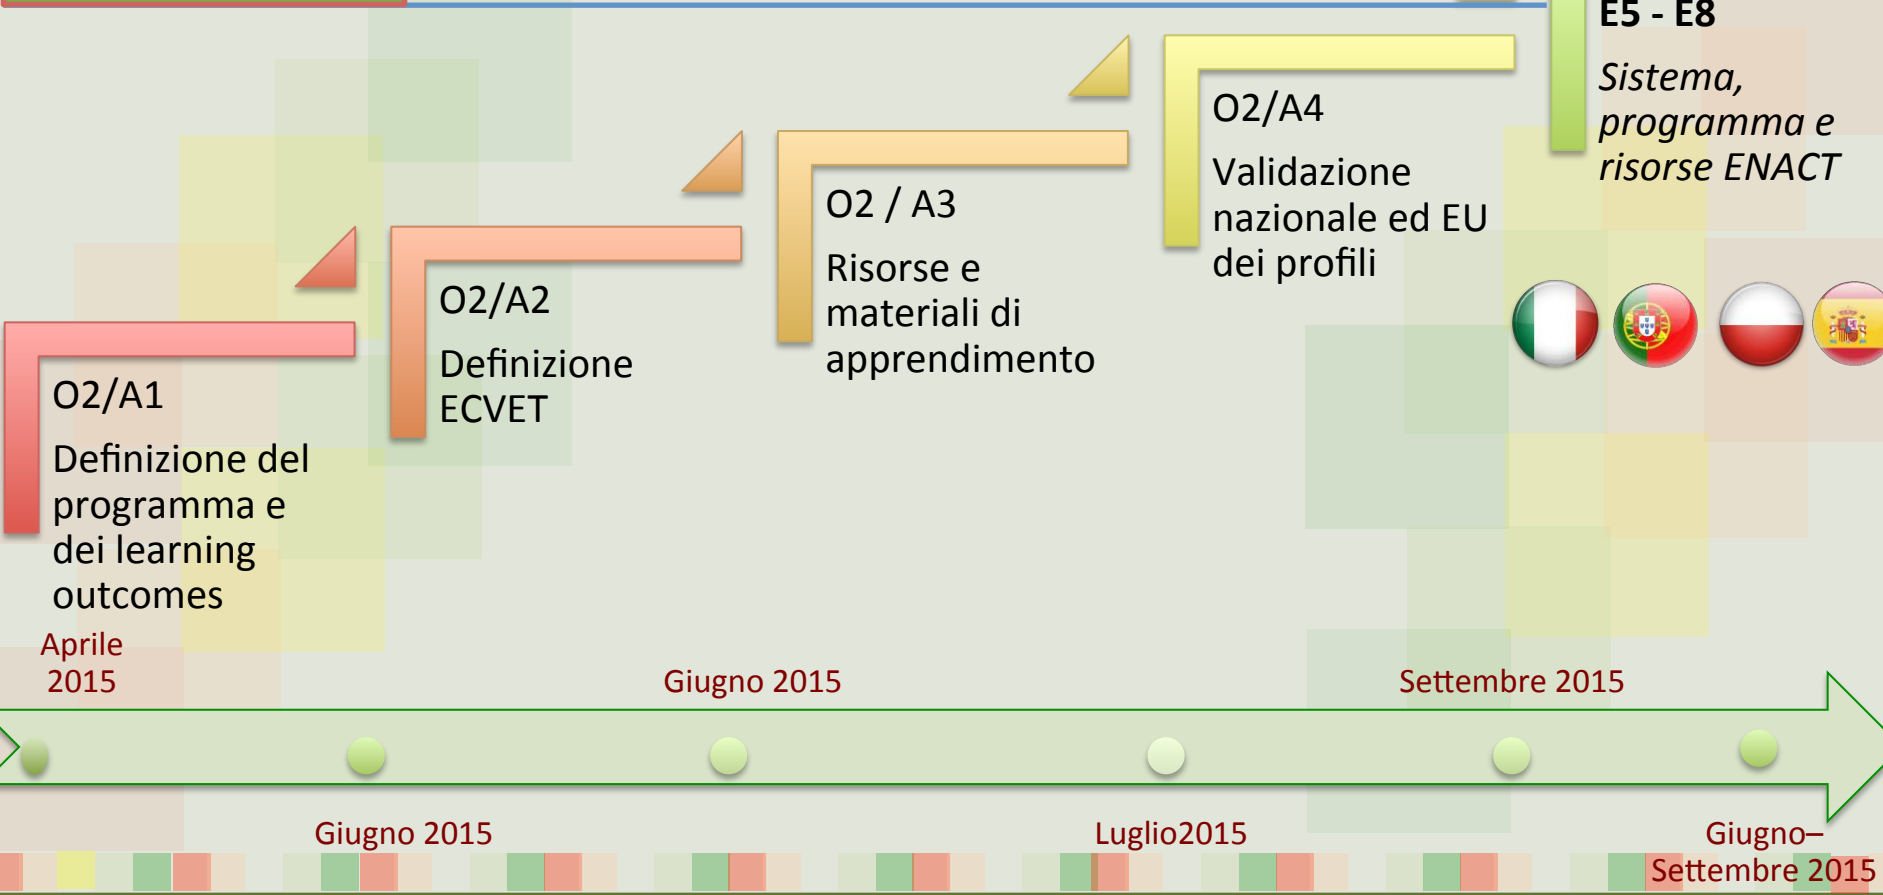 E5 - E8
Sistema,
programma e
risorse ENACT
O2/A4
Validazione
nazionale ed EU
dei profili
O2 / A3
Risorse e
materiali di
apprendimento
O2/A2
Definizione
ECVET
O2/A1
Definizione del
programma e
dei learning
outcomes
Aprile
2015
Giugno 2015
Settembre 2015
Giugno 2015
Luglio2015
Giugno–
Settembre 2015